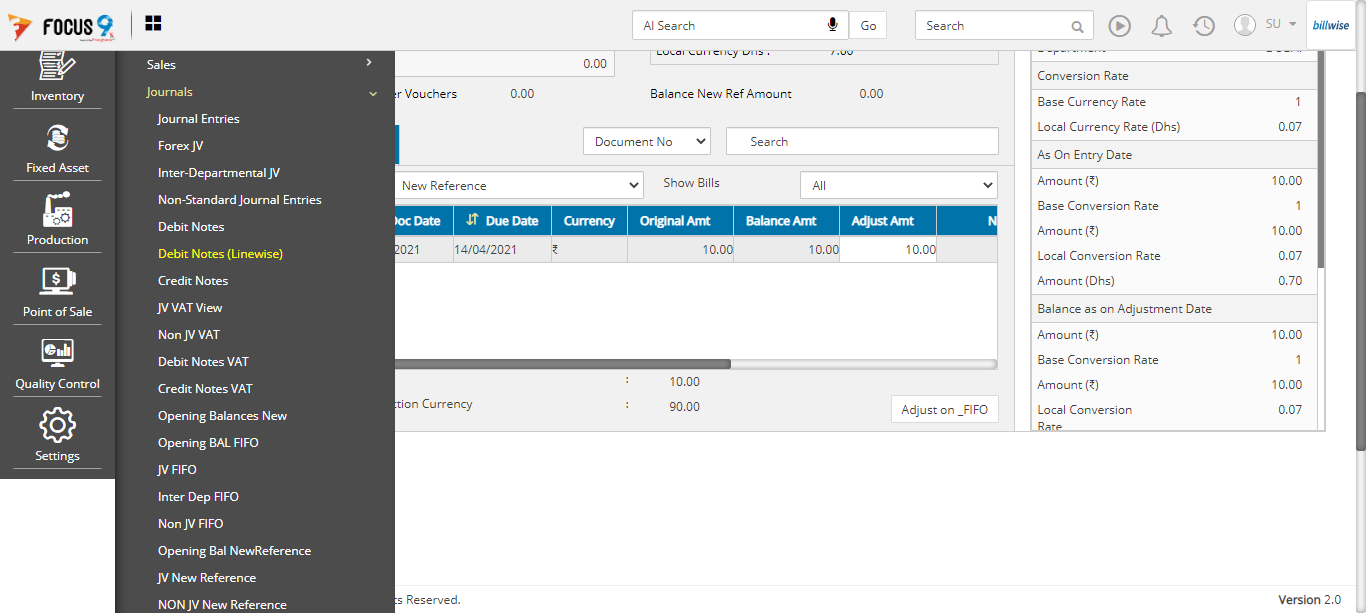 FOCUS 9
AI Search
Go
Search
SU
billwise
Inventory
Fixed Asset
Production
Point of Sale
Quality Control
Settings
Sales
Journals
Journal Entries
Forex JV
Inter-Departmental JV
Non-Standard Journal Entries
Debit Notes
Debit Notes (Linewise)
Credit Notes
JV VAT View
Non JV VAT
Debit Notes VAT
Credit Notes VAT
Opening Balances New
Opening BAL FIFO
JV FIFO
Inter Dep FIFO
Non JV FIFO
Opening Bal NewReference
JV New Reference
NON JV New Reference
Local Currency Dhs : 7.00
0.00
er Vouchers 0.00 Balance New Ref Amount 0.00
Document No Search
New Reference Show Bills All
Doc Date Due Date Currency Original Amt Balance Amt Adjust Amt N
2021 14/04/2021 ₹ 10.00 10.00 10.00
: 10.00
ction Currency : 90.00
Adjust on _FIFO
Conversion Rate
Base Currency Rate 1
Local Currency Rate (Dhs) 0.07
As On Entry Date
Amount (₹) 10.00
Base Conversion Rate 1
Amount (₹) 10.00
Local Conversion Rate 0.07
Amount (Dhs) 0.70
Balance as on Adjustment Date
Amount (₹) 10.00
Base Conversion Rate 1
Amount (₹) 10.00
Local Conversion 0.07
Rate
ts Reserved.
Version 2.0